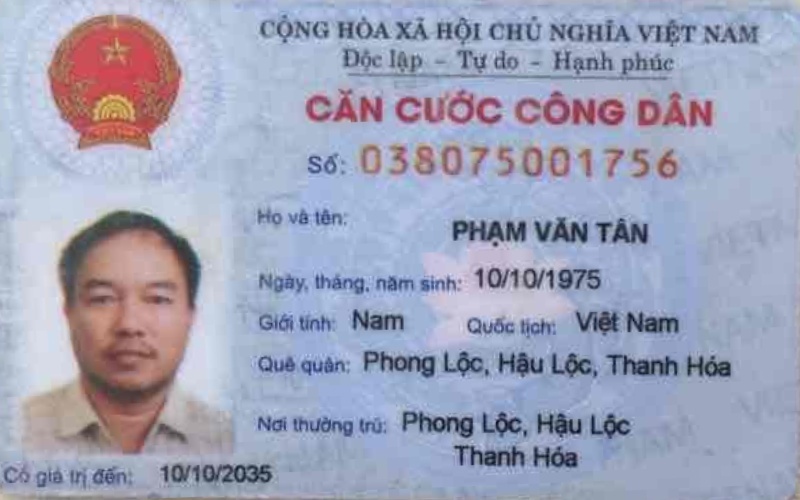 CỘNG HÒA XÃ HỘI CHỦ NGHĨA VIỆT NAM
Độc lập - Tự do - Hạnh phúc
CĂN CƯỚC CÔNG DÂN
Số: 038075001756
Họ và tên: PHẠM VĂN TÂN
Ngày, tháng, năm sinh: 10/10/1975
Giới tính: Nam Quốc tịch: Việt Nam
Quê quán: Phong Lộc, Hậu Lộc, Thanh Hóa
Nơi thường trú: Phong Lộc, Hậu Lộc
Thanh Hóa
Có giá trị đến: 10/10/2035